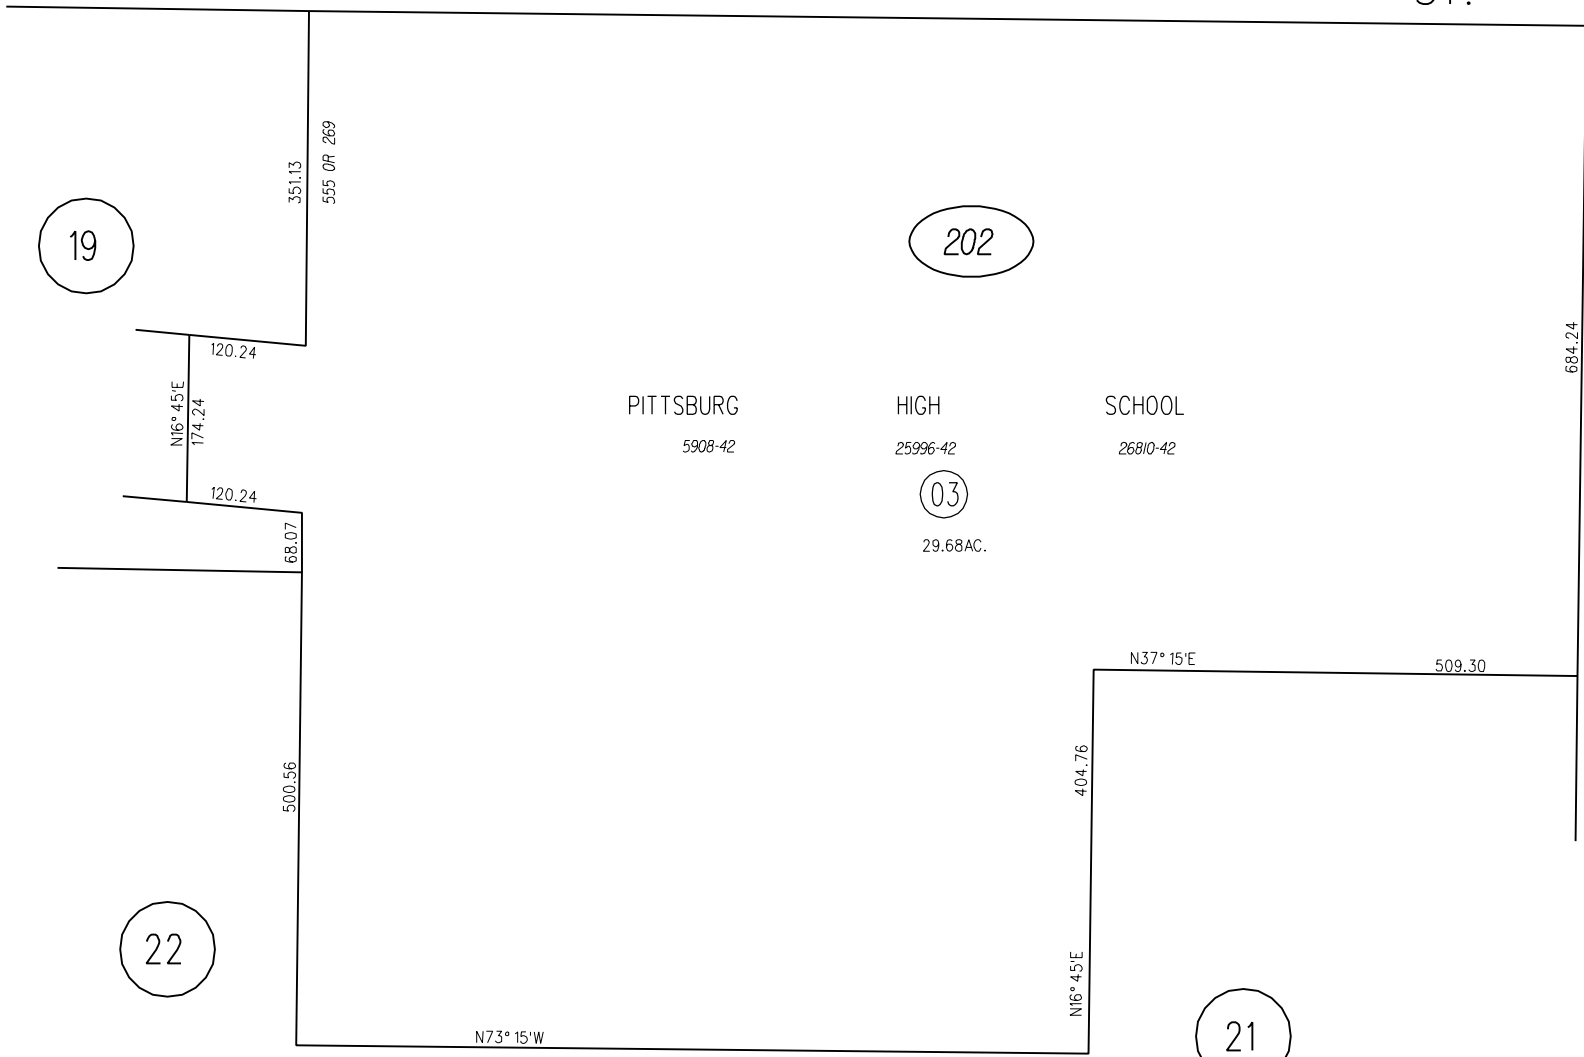 351.13
555 OR 269
19
202
684.24
120.24
N16° 45'E
174.24
PITTSBURG HIGH SCHOOL
5908-42 25996-42 26810-42
03
120.24
68.07
29.68AC.
N37° 15'E 509.30
500.56
404.76
22
N16° 45'E
N73° 15'W
21